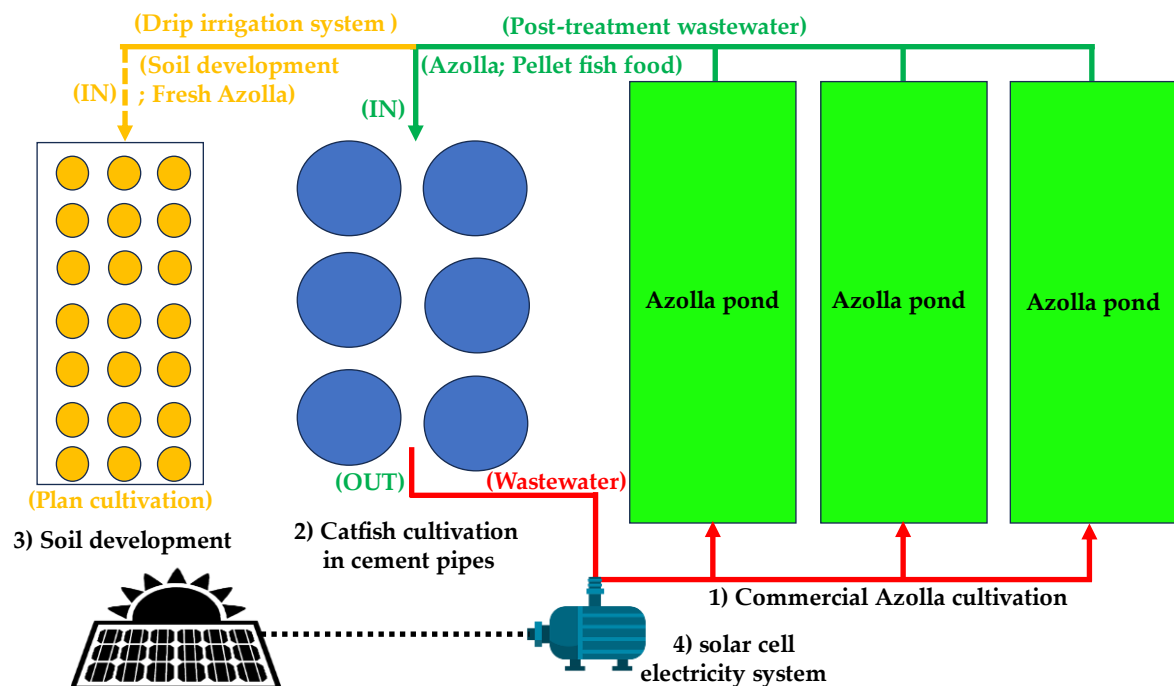 (Drip irrigation system )
(Post-treatment wastewater)
(Soil development
; Fresh Azolla)
(IN)
(Azolla; Pellet fish food)
(IN)
Azolla pond
Azolla pond
Azolla pond
(OUT)
(Wastewater)
(Plan cultivation)
3) Soil development
2) Catfish cultivation
in cement pipes
1) Commercial Azolla cultivation
4) solar cell
electricity system